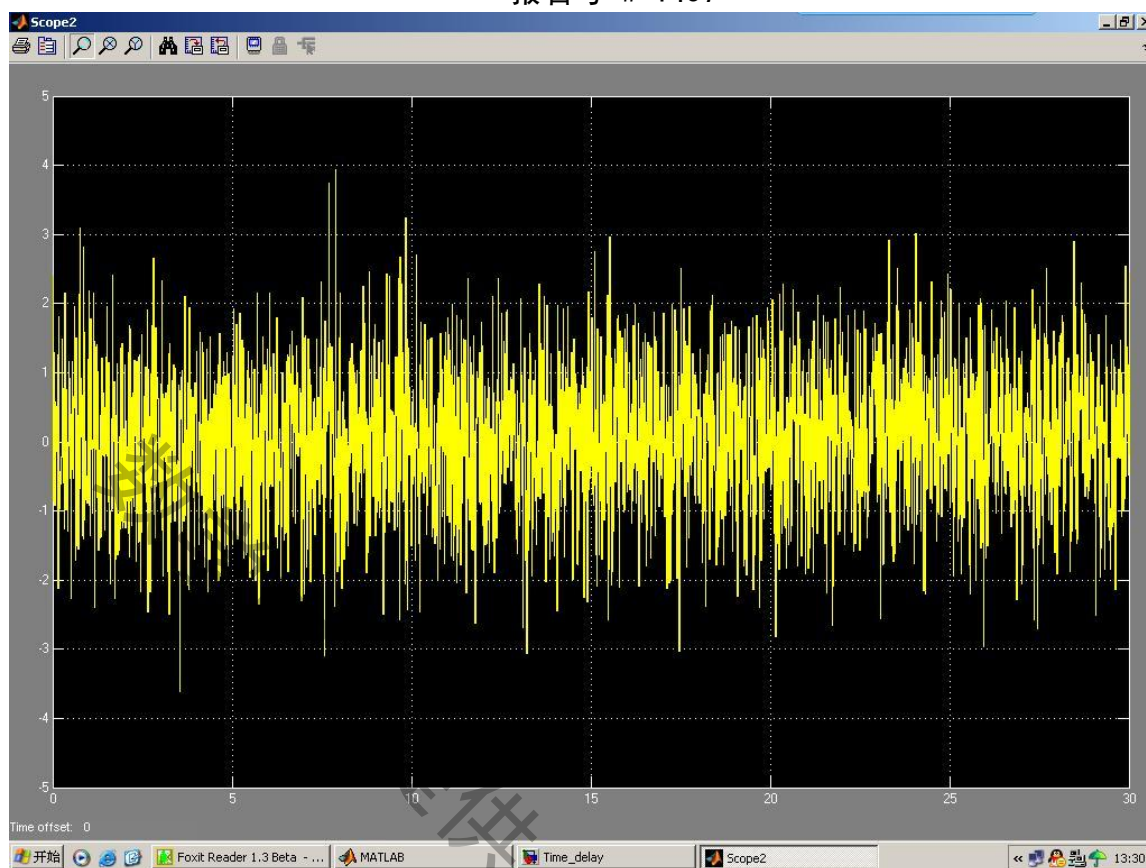 Scope2
5
4
3
2
1
0
-1
-2
-3
-4
-5
0 5 10 15 20 25 30
Time offset: 0
开始 Foxit Reader 1.3 Beta - ... MATLAB Time_delay Scope2 « 13:30